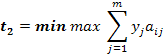 t₂ = min max ∑_{j=1}^{m} y_j a_{ij}